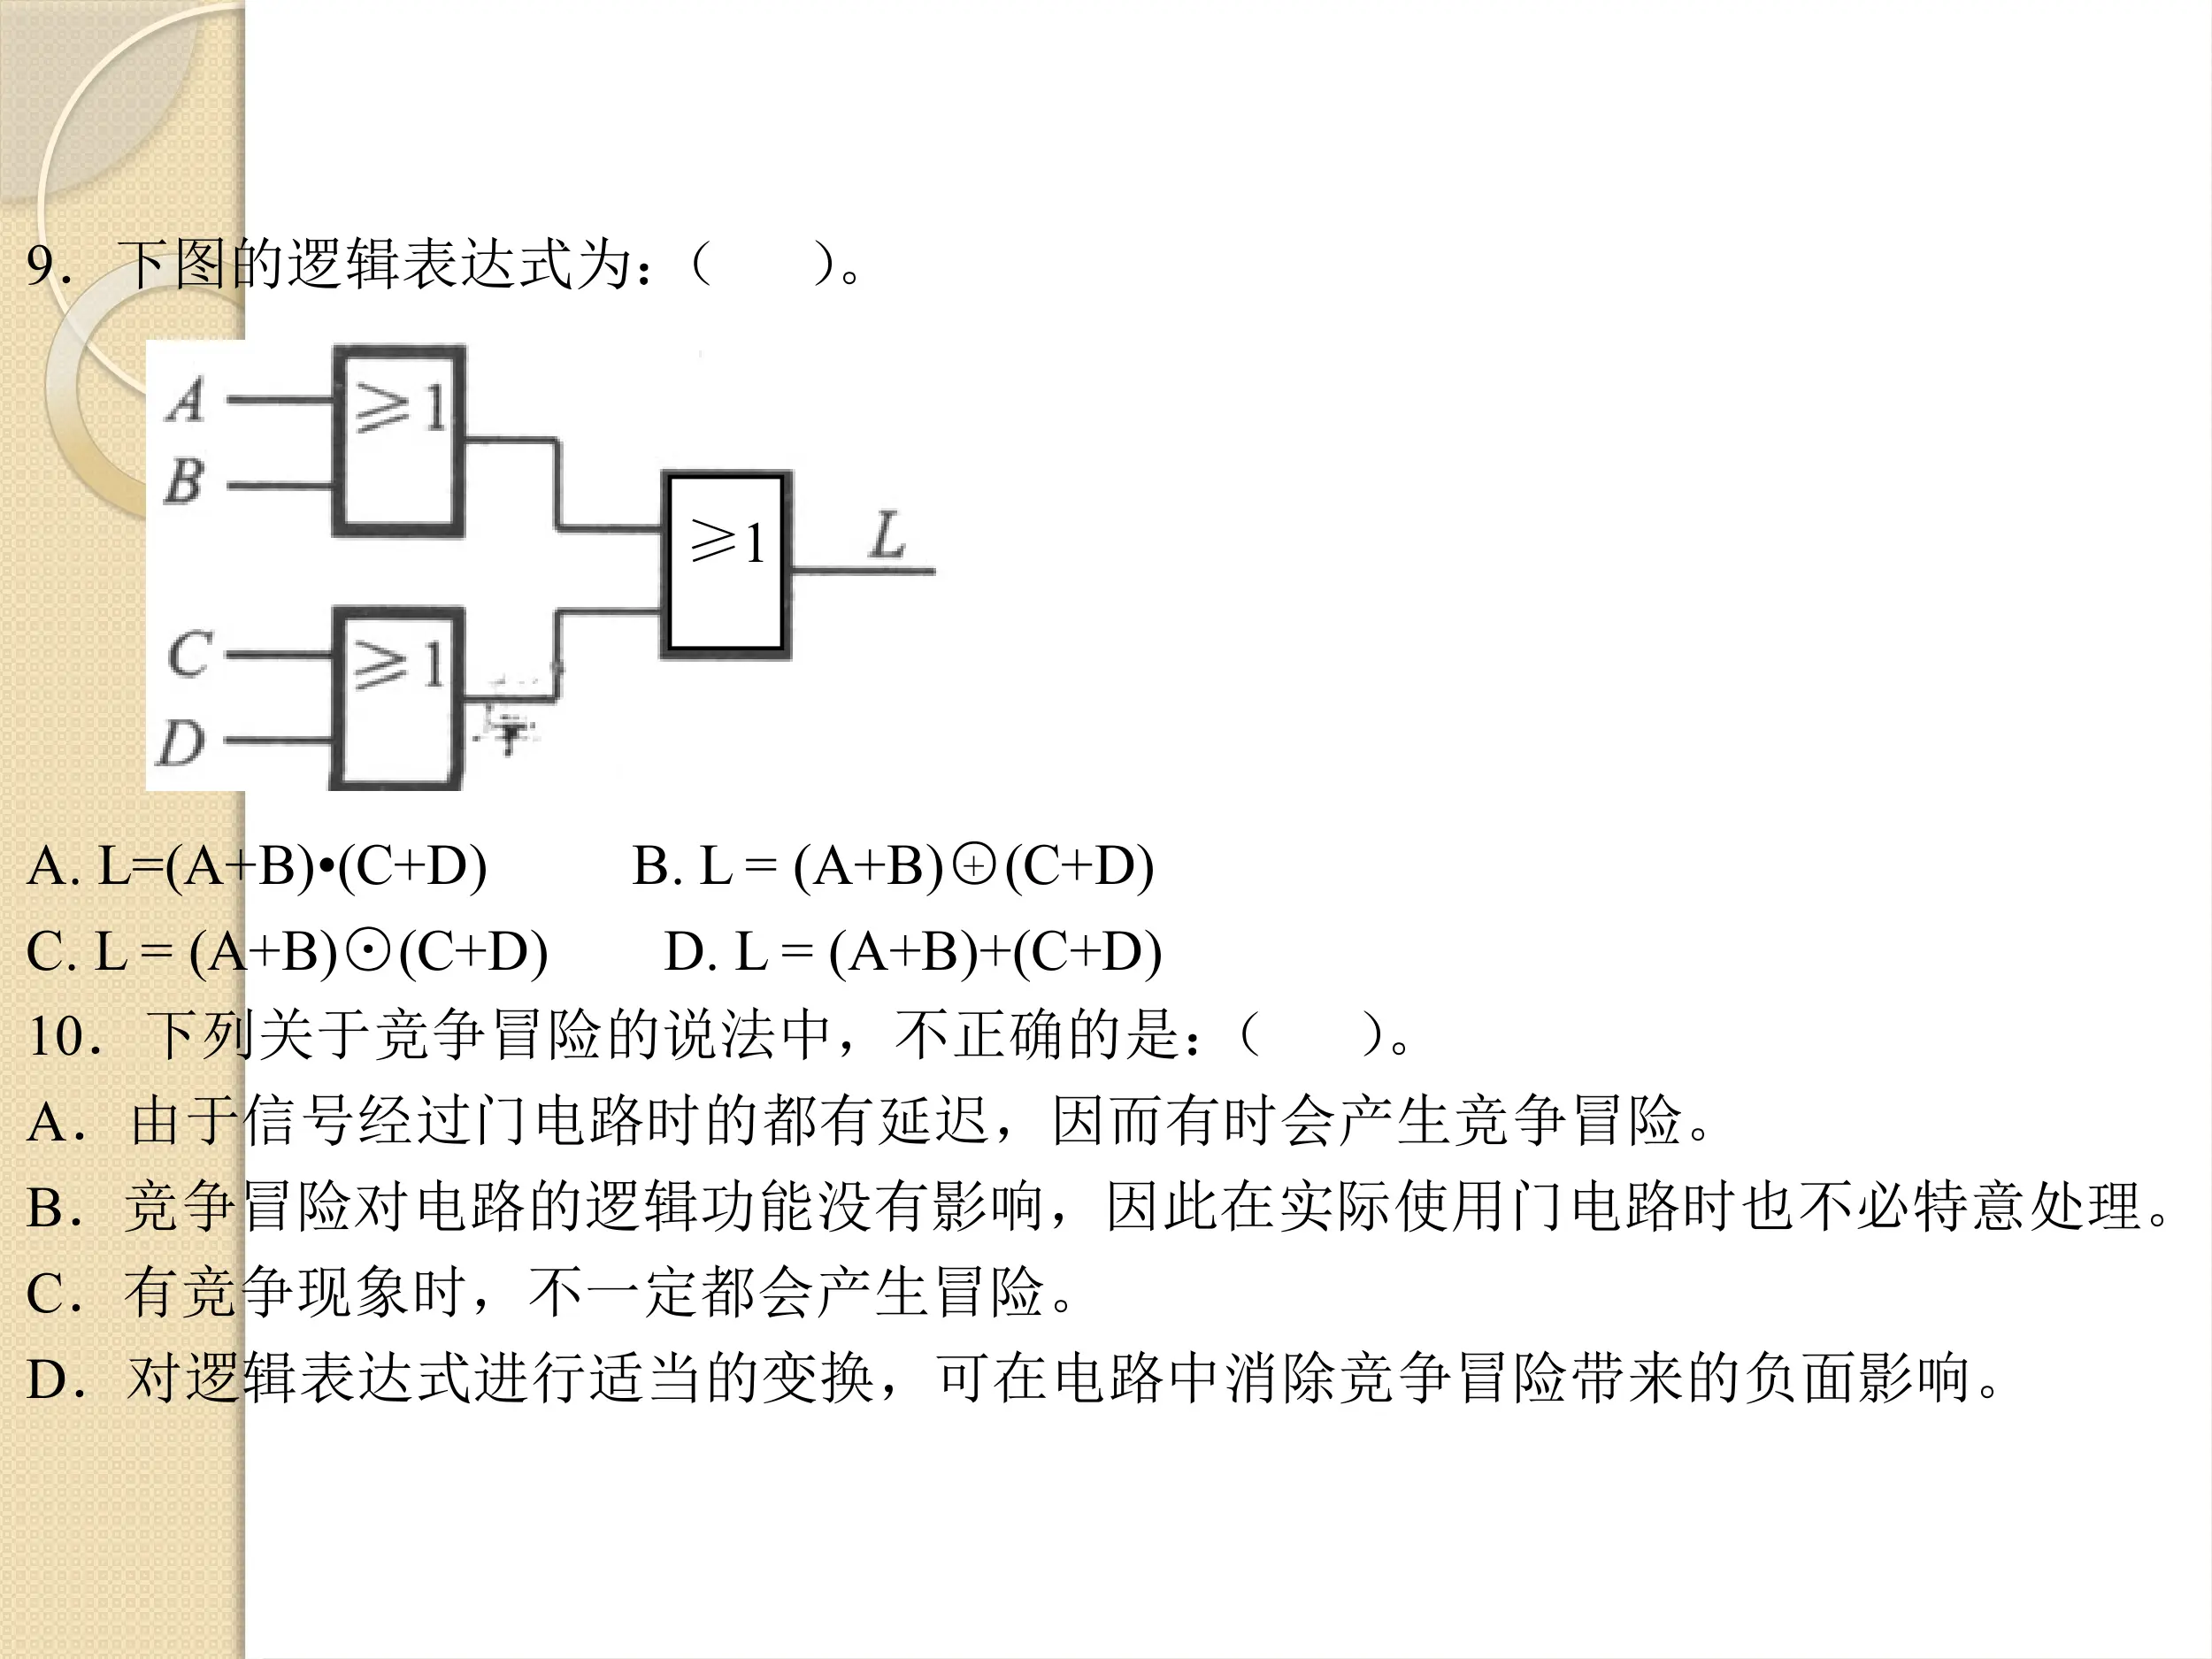 9． 下图的逻辑表达式为：（　　）。
A
≥1
B
≥1
L
C
≥1
D
A. L=(A+B)•(C+D) B. L = (A+B)⊕(C+D)
C. L = (A+B)⊙(C+D) D. L = (A+B)+(C+D)
10． 下列关于竞争冒险的说法中，不正确的是：（　　）。
A． 由于信号经过门电路时的都有延迟，因而有时会产生竞争冒险。
B．竞争冒险对电路的逻辑功能没有影响，因此在实际使用门电路时也不必特意处理。
C．有竞争现象时，不一定都会产生冒险。
D．对逻辑表达式进行适当的变换，可在电路中消除竞争冒险带来的负面影响。